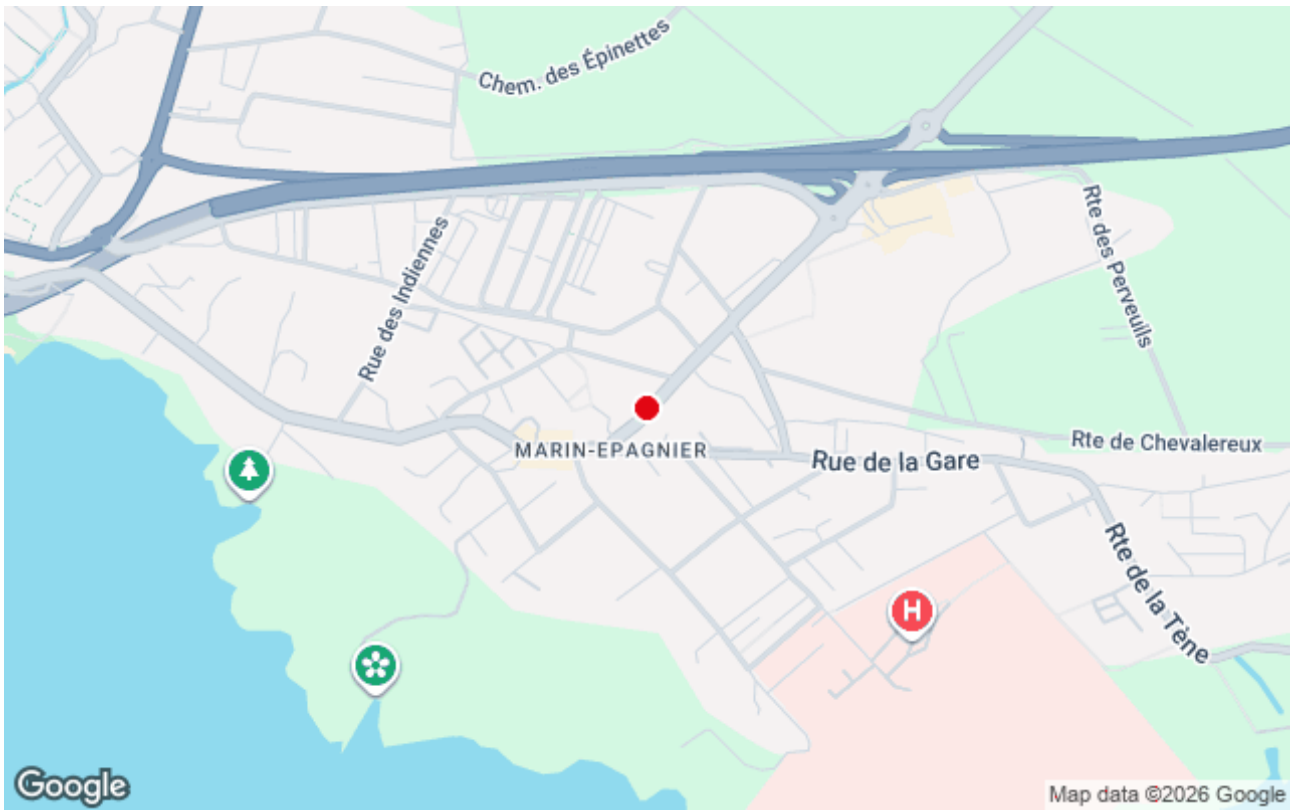 Chem. des Épinettes
Rue des Indiennes
Rte des Perveuils
MARIN-EPAGNIER
Rue de la Gare
Rte de Chevalereux
Rte de la Tène
H
Google
Map data ©2026 Google